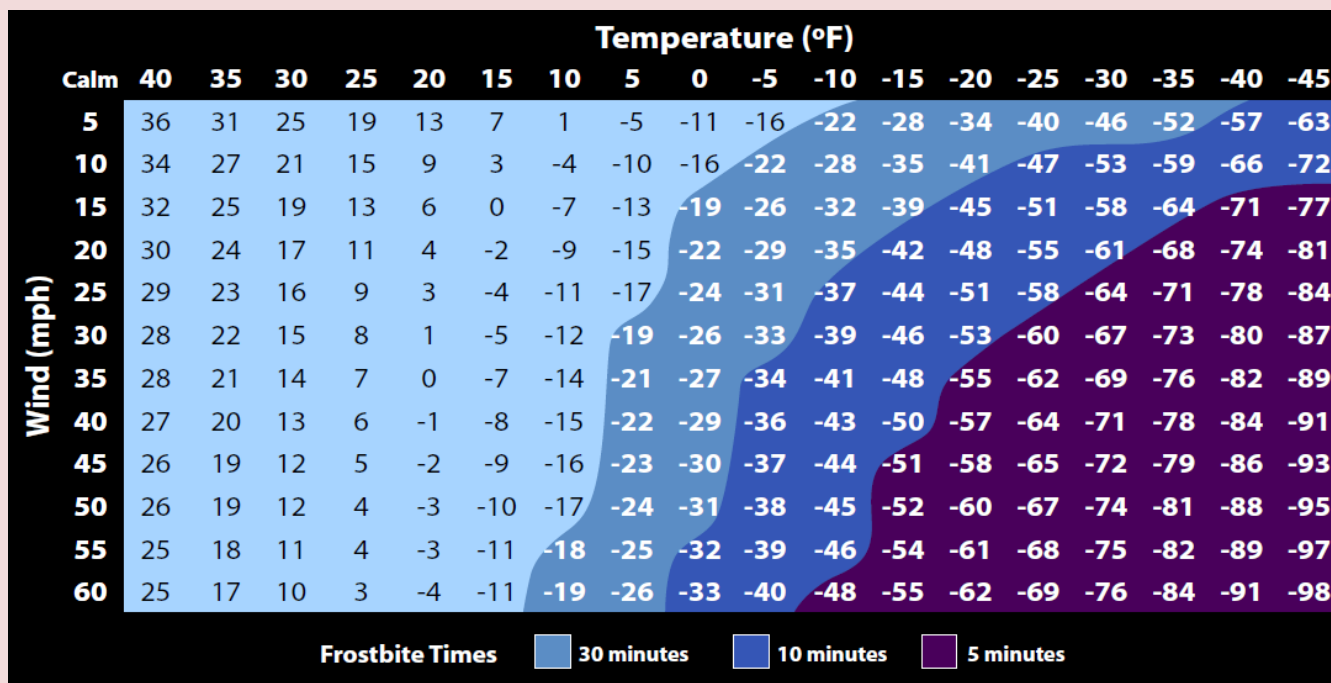 Temperature (ºF)
Calm 40 35 30 25 20 15 10 5 0 -5 -10 -15 -20 -25 -30 -35 -40 -45
5 36 31 25 19 13 7 1 -5 -11 -16 -22 -28 -34 -40 -46 -52 -57 -63
10 34 27 21 15 9 3 -4 -10 -16 -22 -28 -35 -41 -47 -53 -59 -66 -72
15 32 25 19 13 6 0 -7 -13 -19 -26 -32 -39 -45 -51 -58 -64 -71 -77
20 30 24 17 11 4 -2 -9 -15 -22 -29 -35 -42 -48 -55 -61 -68 -74 -81
25 29 23 16 9 3 -4 -11 -17 -24 -31 -37 -44 -51 -58 -64 -71 -78 -84
30 28 22 15 8 1 -5 -12 -19 -26 -33 -39 -46 -53 -60 -67 -73 -80 -87
35 28 21 14 7 0 -7 -14 -21 -27 -34 -41 -48 -55 -62 -69 -76 -82 -89
40 27 20 13 6 -1 -8 -15 -22 -29 -36 -43 -50 -57 -64 -71 -78 -84 -91
45 26 19 12 5 -2 -9 -16 -23 -30 -37 -44 -51 -58 -65 -72 -79 -86 -93
50 26 19 12 4 -3 -10 -17 -24 -31 -38 -45 -52 -60 -67 -74 -81 -88 -95
55 25 18 11 4 -3 -11 -18 -25 -32 -39 -46 -54 -61 -68 -75 -82 -89 -97
60 25 17 10 3 -4 -11 -19 -26 -33 -40 -48 -55 -62 -69 -76 -84 -91 -98
Wind (mph)
Frostbite Times 30 minutes 10 minutes 5 minutes